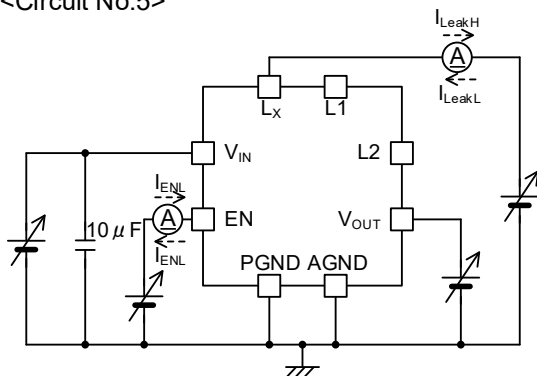 <Circuit No.5>
ILeakH
A
ILeakL
LX
L1
VIN
L2
IENL
A
EN
10μF
IENL
VOUT
PGND
AGND